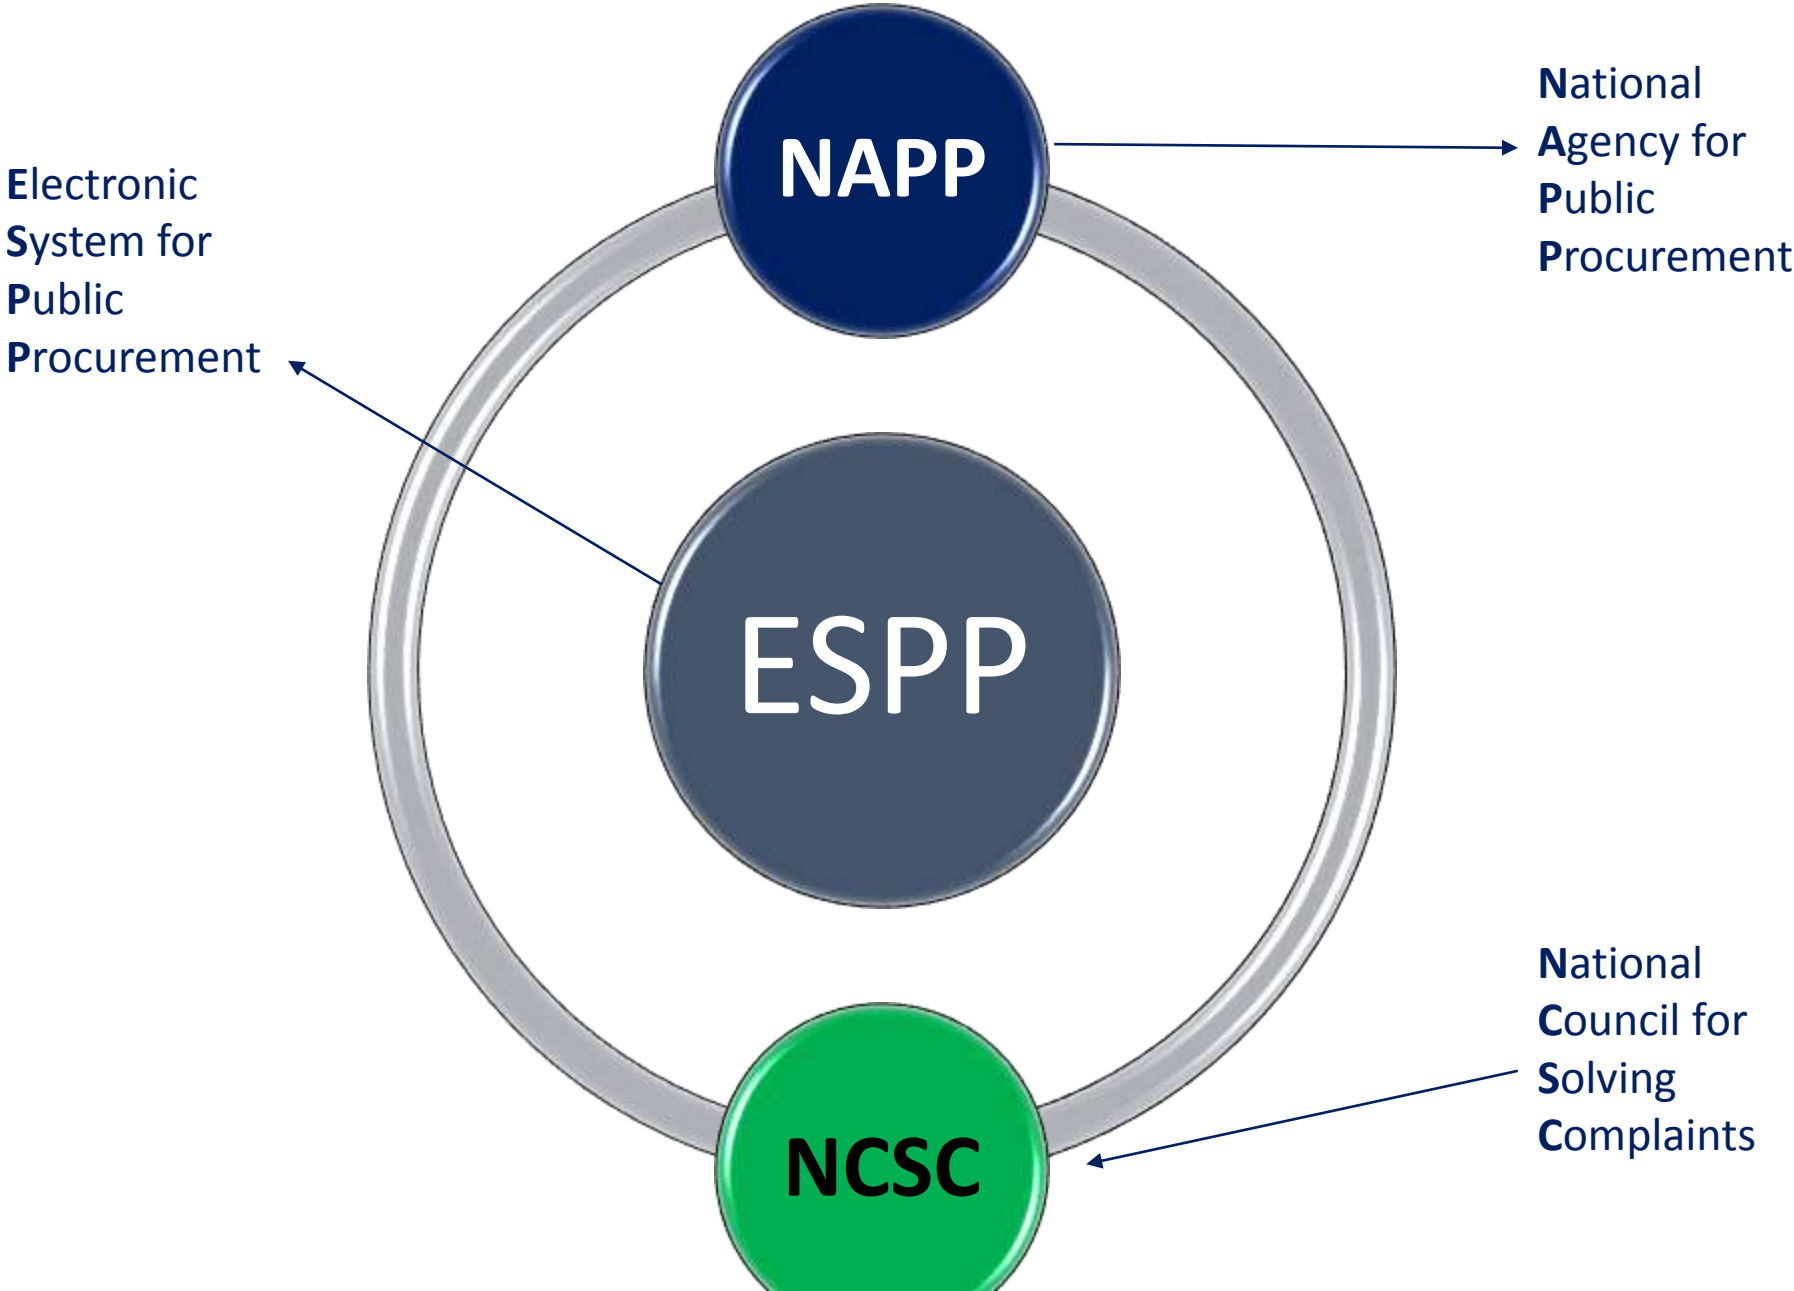 NAPP
National
Agency for
Public
Procurement
Electronic
System for
Public
Procurement
ESPP
National
Council for
Solving
Complaints
NCSC